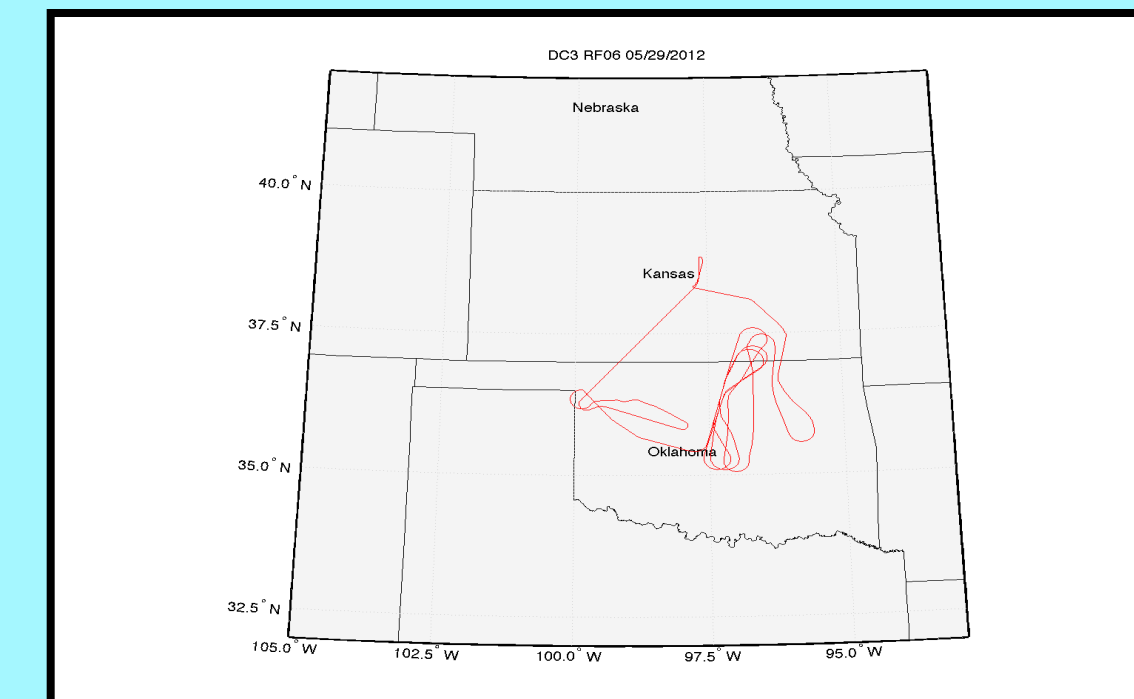 DC3 RF06 05/29/2012
Nebraska
40.0° N
Kansas
37.5° N
Oklahoma
35.0° N
32.5° N
105.0° W
102.5° W
100.0° W
97.5° W
95.0° W